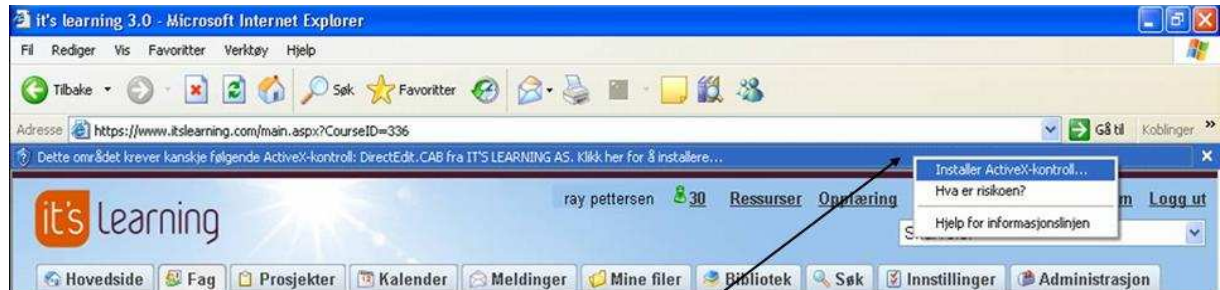 it's learning 3.0 - Microsoft Internet Explorer
Fil Rediger Vis Favoritter Verktøy Hjelp
Tilbake Søk Favoritter
Adresse https://www.itslearning.com/main.aspx?CourseID=336 Gå til Koblinger »
Dette området krever kanskje følgende ActiveX-kontroll: DirectEdit.CAB fra IT'S LEARNING AS. Klikk her for å installere...
Installer ActiveX-kontroll...
Hva er risikoen?
Hjelp for informasjonslinjen
it's learning
ray pettersen 30 Ressurser Opplæring m Logg ut
Hovedside Fag Prosjekter Kalender Meldinger Mine filer Bibliotek Søk Innstillinger Administrasjon